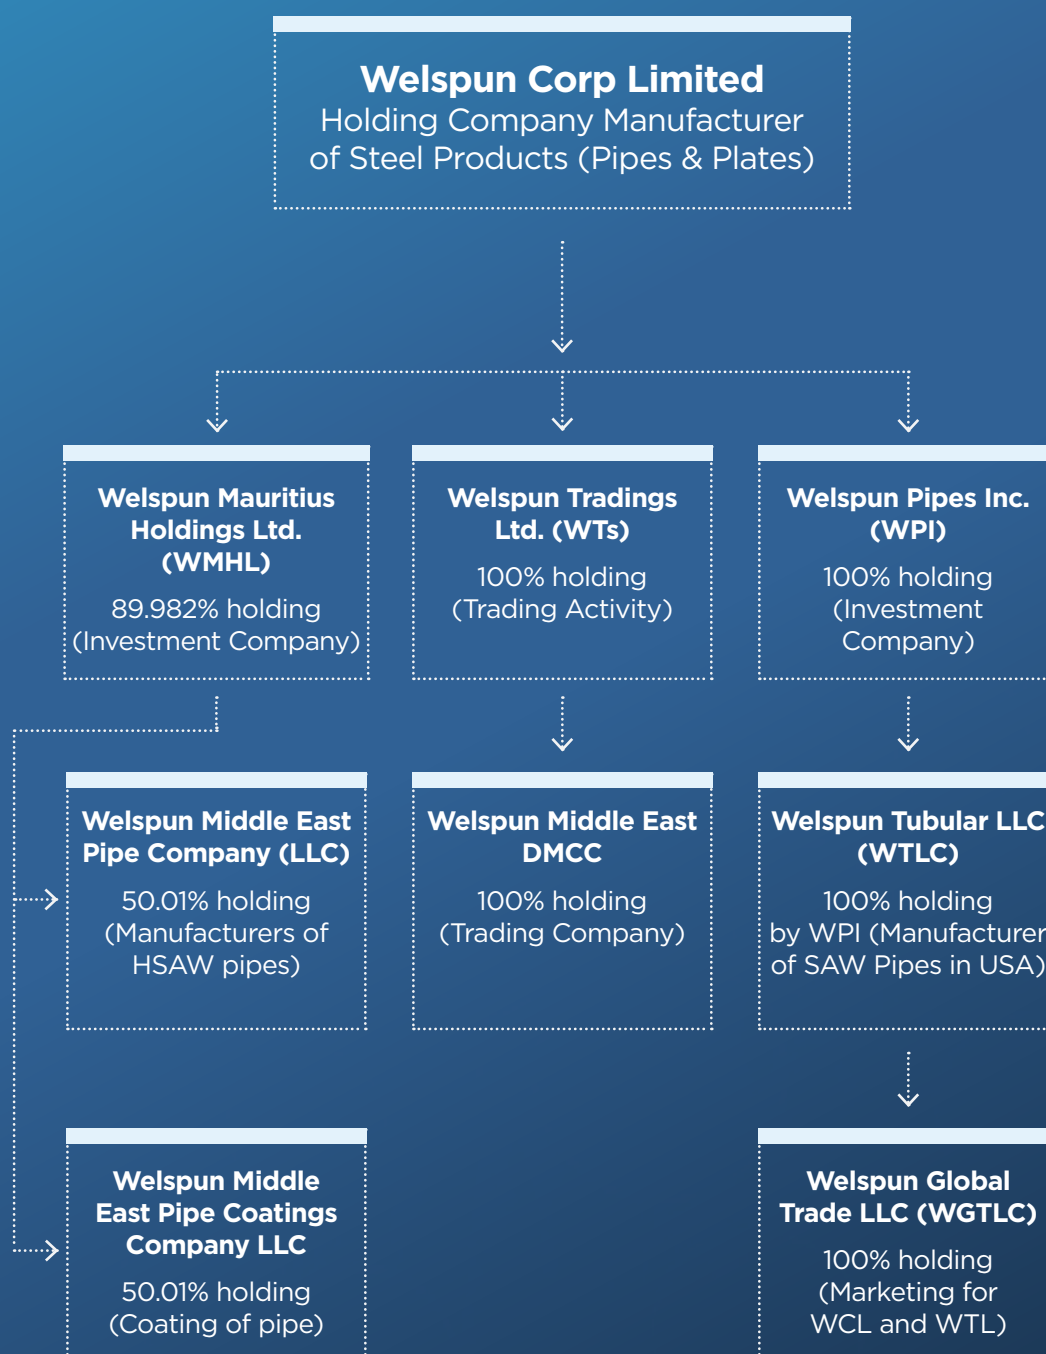 Welspun Corp Limited
Holding Company Manufacturer
of Steel Products (Pipes & Plates)
Welspun Mauritius
Holdings Ltd.
(WMHL)
89.982% holding
(Investment Company)
Welspun Tradings
Ltd. (WTs)
100% holding
(Trading Activity)
Welspun Pipes Inc.
(WPI)
100% holding
(Investment
Company)
Welspun Middle East
Pipe Company (LLC)
50.01% holding
(Manufacturers of
HSAW pipes)
Welspun Middle East
DMCC
100% holding
(Trading Company)
Welspun Tubular LLC
(WTLC)
100% holding
by WPI (Manufacturer
of SAW Pipes in USA)
Welspun Middle
East Pipe Coatings
Company LLC
50.01% holding
(Coating of pipe)
Welspun Global
Trade LLC (WGTLC)
100% holding
(Marketing for
WCL and WTL)